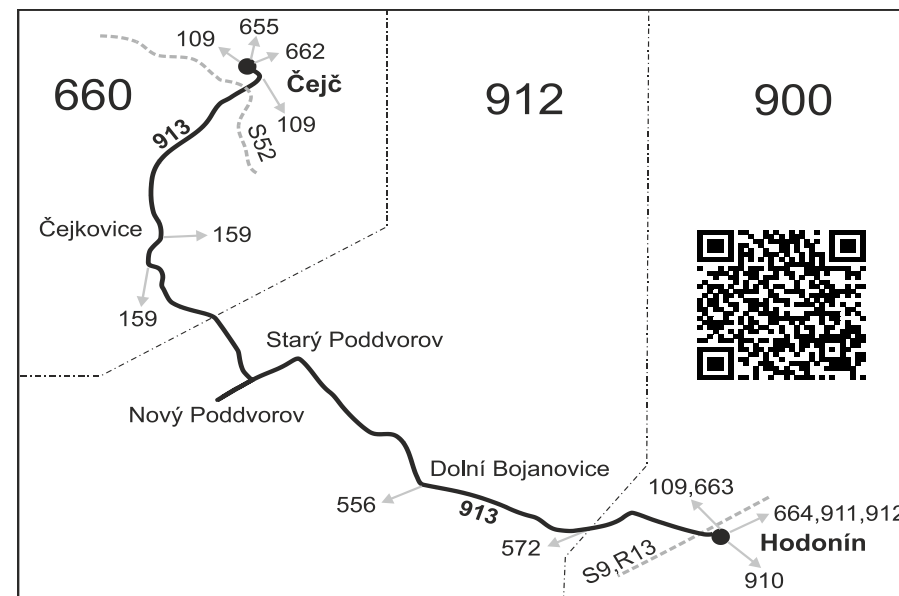 655
109
662
Čejč
660
912
900
109
913
S52
Čejkovice
159
159
Starý Poddvorov
Nový Poddvorov
Dolní Bojanovice
109,663
556
913
664,911,912
572
Hodonín
S9,R13
910